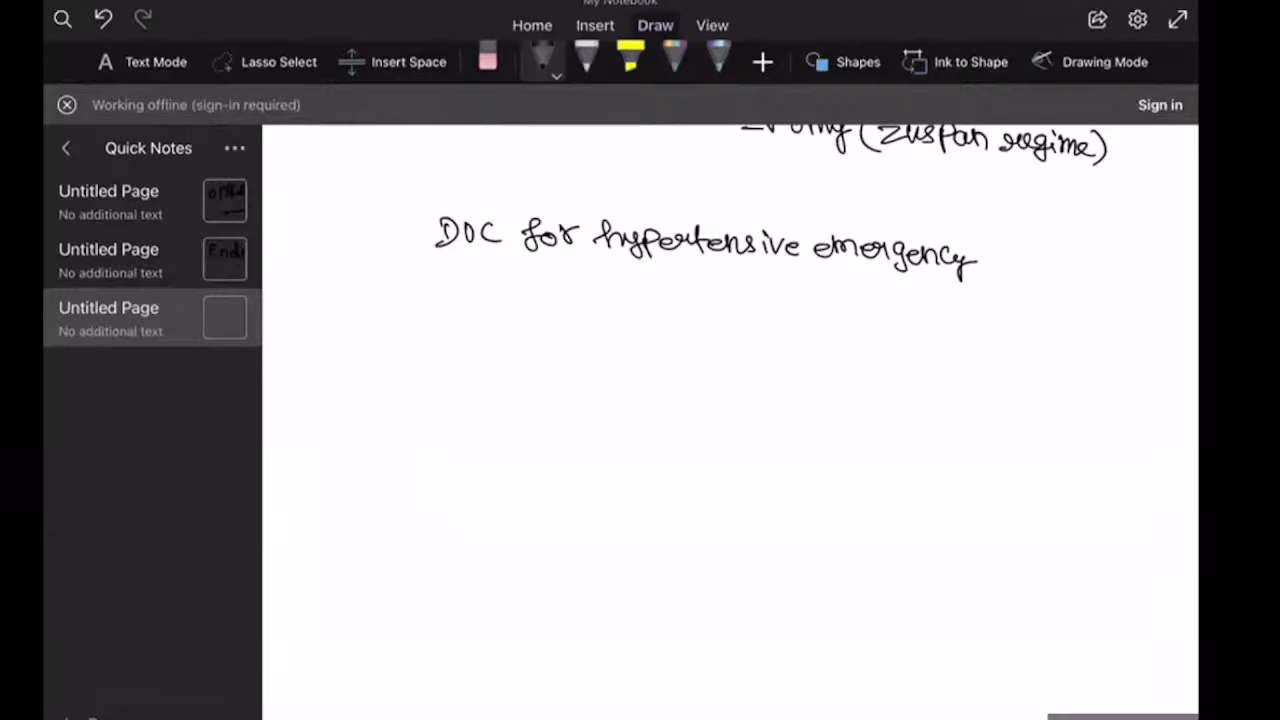 My Notebook
Home Insert Draw View
Text Mode Lasso Select Insert Space Shapes Ink to Shape Drawing Mode
Working offline (sign-in required) Sign in
Quick Notes
Untitled Page
No additional text
Untitled Page
No additional text
Untitled Page
No additional text
(Zuspan regime)
DOC for hypertensive emergency